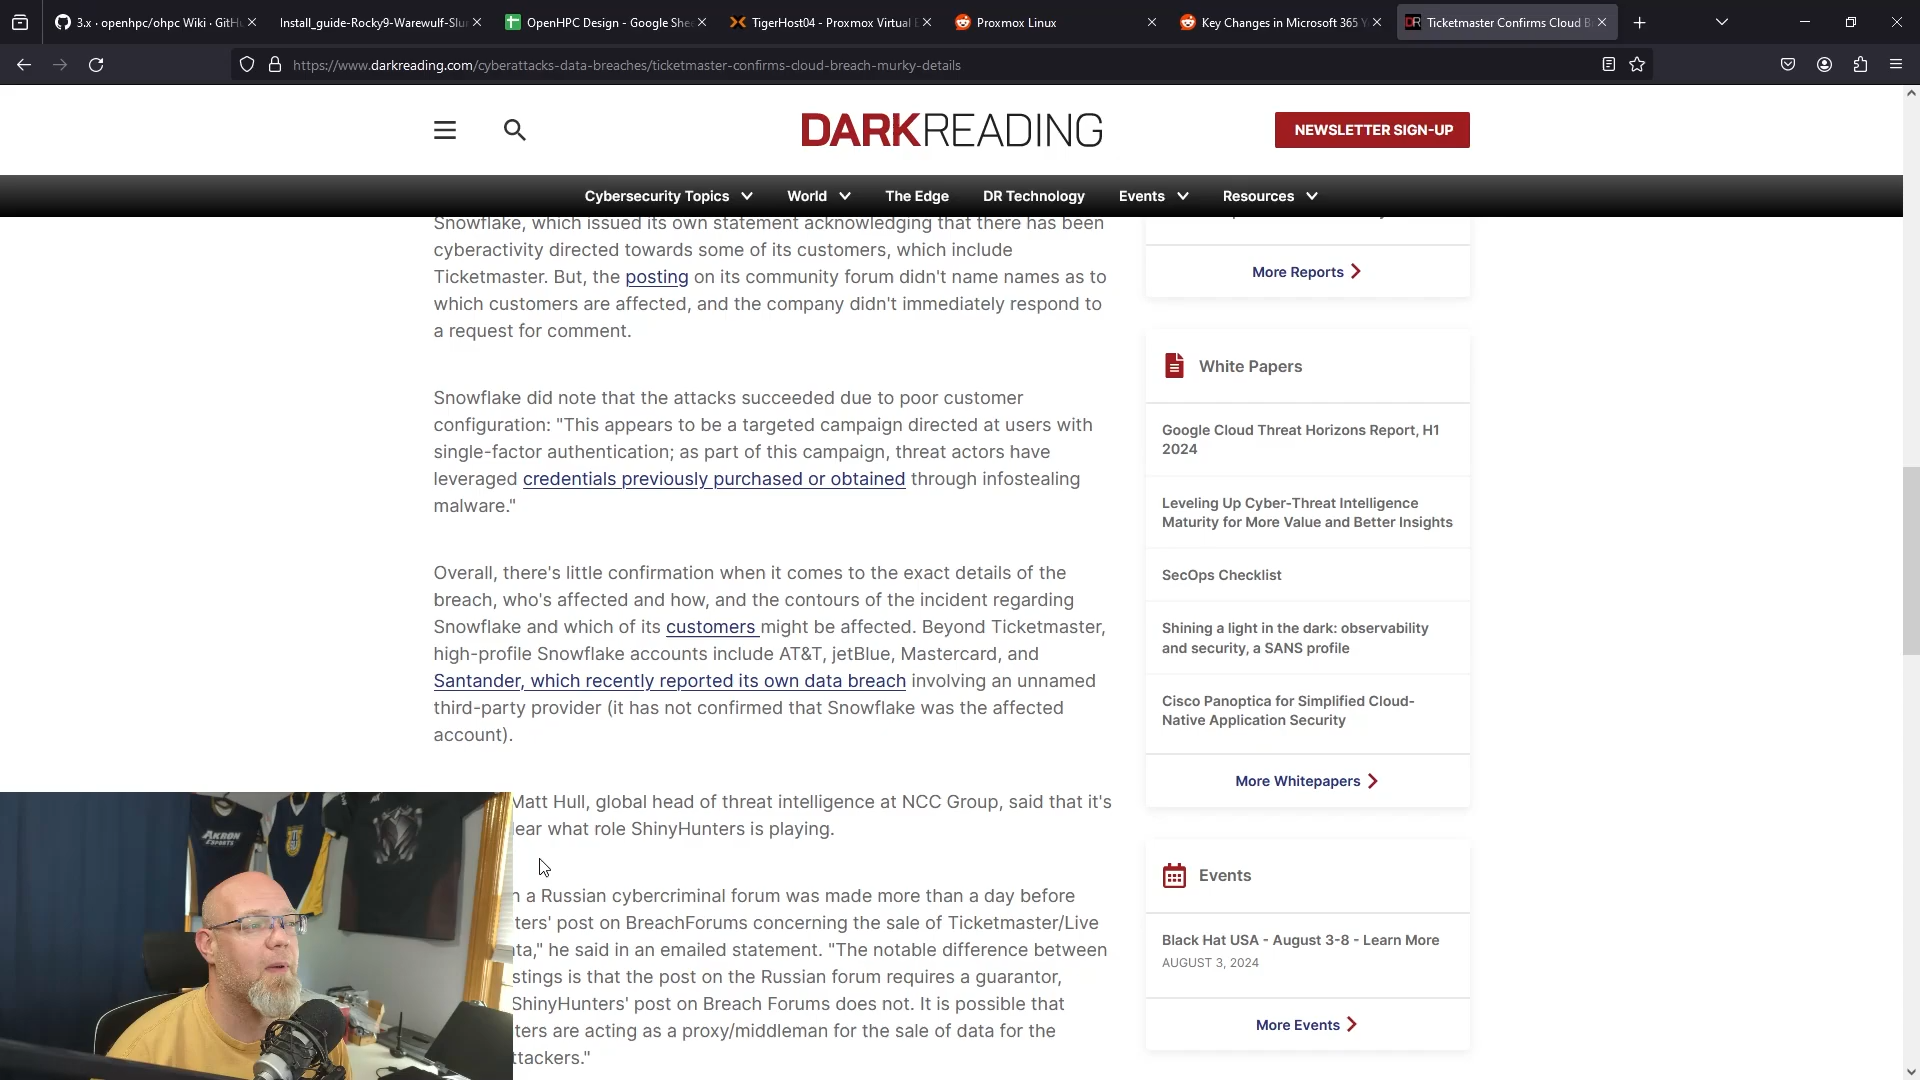 3.x · openhpc/ohpc Wiki · GitH
Install_guide-Rocky9-Warewulf-Slu
OpenHPC Design - Google She
TigerHost04 - Proxmox Virtual E
Proxmox Linux
Key Changes in Microsoft 365 Y
Ticketmaster Confirms Cloud B
https://www.darkreading.com/cyberattacks-data-breaches/ticketmaster-confirms-cloud-breach-murky-details
DARKREADING
NEWSLETTER SIGN-UP
Cybersecurity Topics
World
The Edge
DR Technology
Events
Resources
Snowflake, which issued its own statement acknowledging that there has been
cyberactivity directed towards some of its customers, which include
Ticketmaster. But, the posting on its community forum didn't name names as to
which customers are affected, and the company didn't immediately respond to
a request for comment.
Snowflake did note that the attacks succeeded due to poor customer
configuration: "This appears to be a targeted campaign directed at users with
single-factor authentication; as part of this campaign, threat actors have
leveraged credentials previously purchased or obtained through infostealing
malware."
Overall, there's little confirmation when it comes to the exact details of the
breach, who's affected and how, and the contours of the incident regarding
Snowflake and which of its customers might be affected. Beyond Ticketmaster,
high-profile Snowflake accounts include AT&T, jetBlue, Mastercard, and
Santander, which recently reported its own data breach involving an unnamed
third-party provider (it has not confirmed that Snowflake was the affected
account).
Matt Hull, global head of threat intelligence at NCC Group, said that it's
ear what role ShinyHunters is playing.
n a Russian cybercriminal forum was made more than a day before
ters' post on BreachForums concerning the sale of Ticketmaster/Live
ta," he said in an emailed statement. "The notable difference between
stings is that the post on the Russian forum requires a guarantor,
ShinyHunters' post on Breach Forums does not. It is possible that
ters are acting as a proxy/middleman for the sale of data for the
ttackers."
More Reports
White Papers
Google Cloud Threat Horizons Report, H1
2024
Leveling Up Cyber-Threat Intelligence
Maturity for More Value and Better Insights
SecOps Checklist
Shining a light in the dark: observability
and security, a SANS profile
Cisco Panoptica for Simplified Cloud-
Native Application Security
More Whitepapers
Events
Black Hat USA - August 3-8 - Learn More
AUGUST 3, 2024
More Events
AKRON
ESPORTS